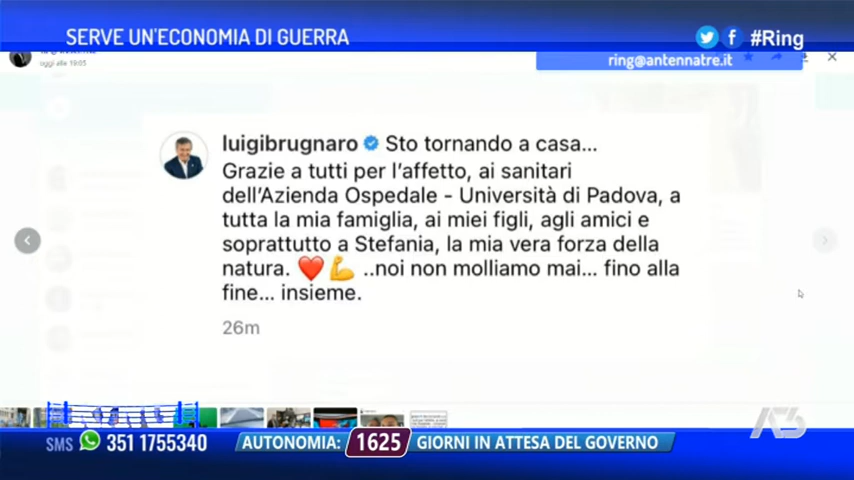 SERVE UN'ECONOMIA DI GUERRA
#Ring
oggi alle 19:05
ring@antennatre.it
luigibrugnaro Sto tornando a casa...
Grazie a tutti per l'affetto, ai sanitari
dell'Azienda Ospedale - Università di Padova, a
tutta la mia famiglia, ai miei figli, agli amici e
soprattutto a Stefania, la mia vera forza della
natura. ❤️💪 ..noi non molliamo mai... fino alla
fine... insieme.
26m
SMS 351 1755340
AUTONOMIA: 1625 GIORNI IN ATTESA DEL GOVERNO